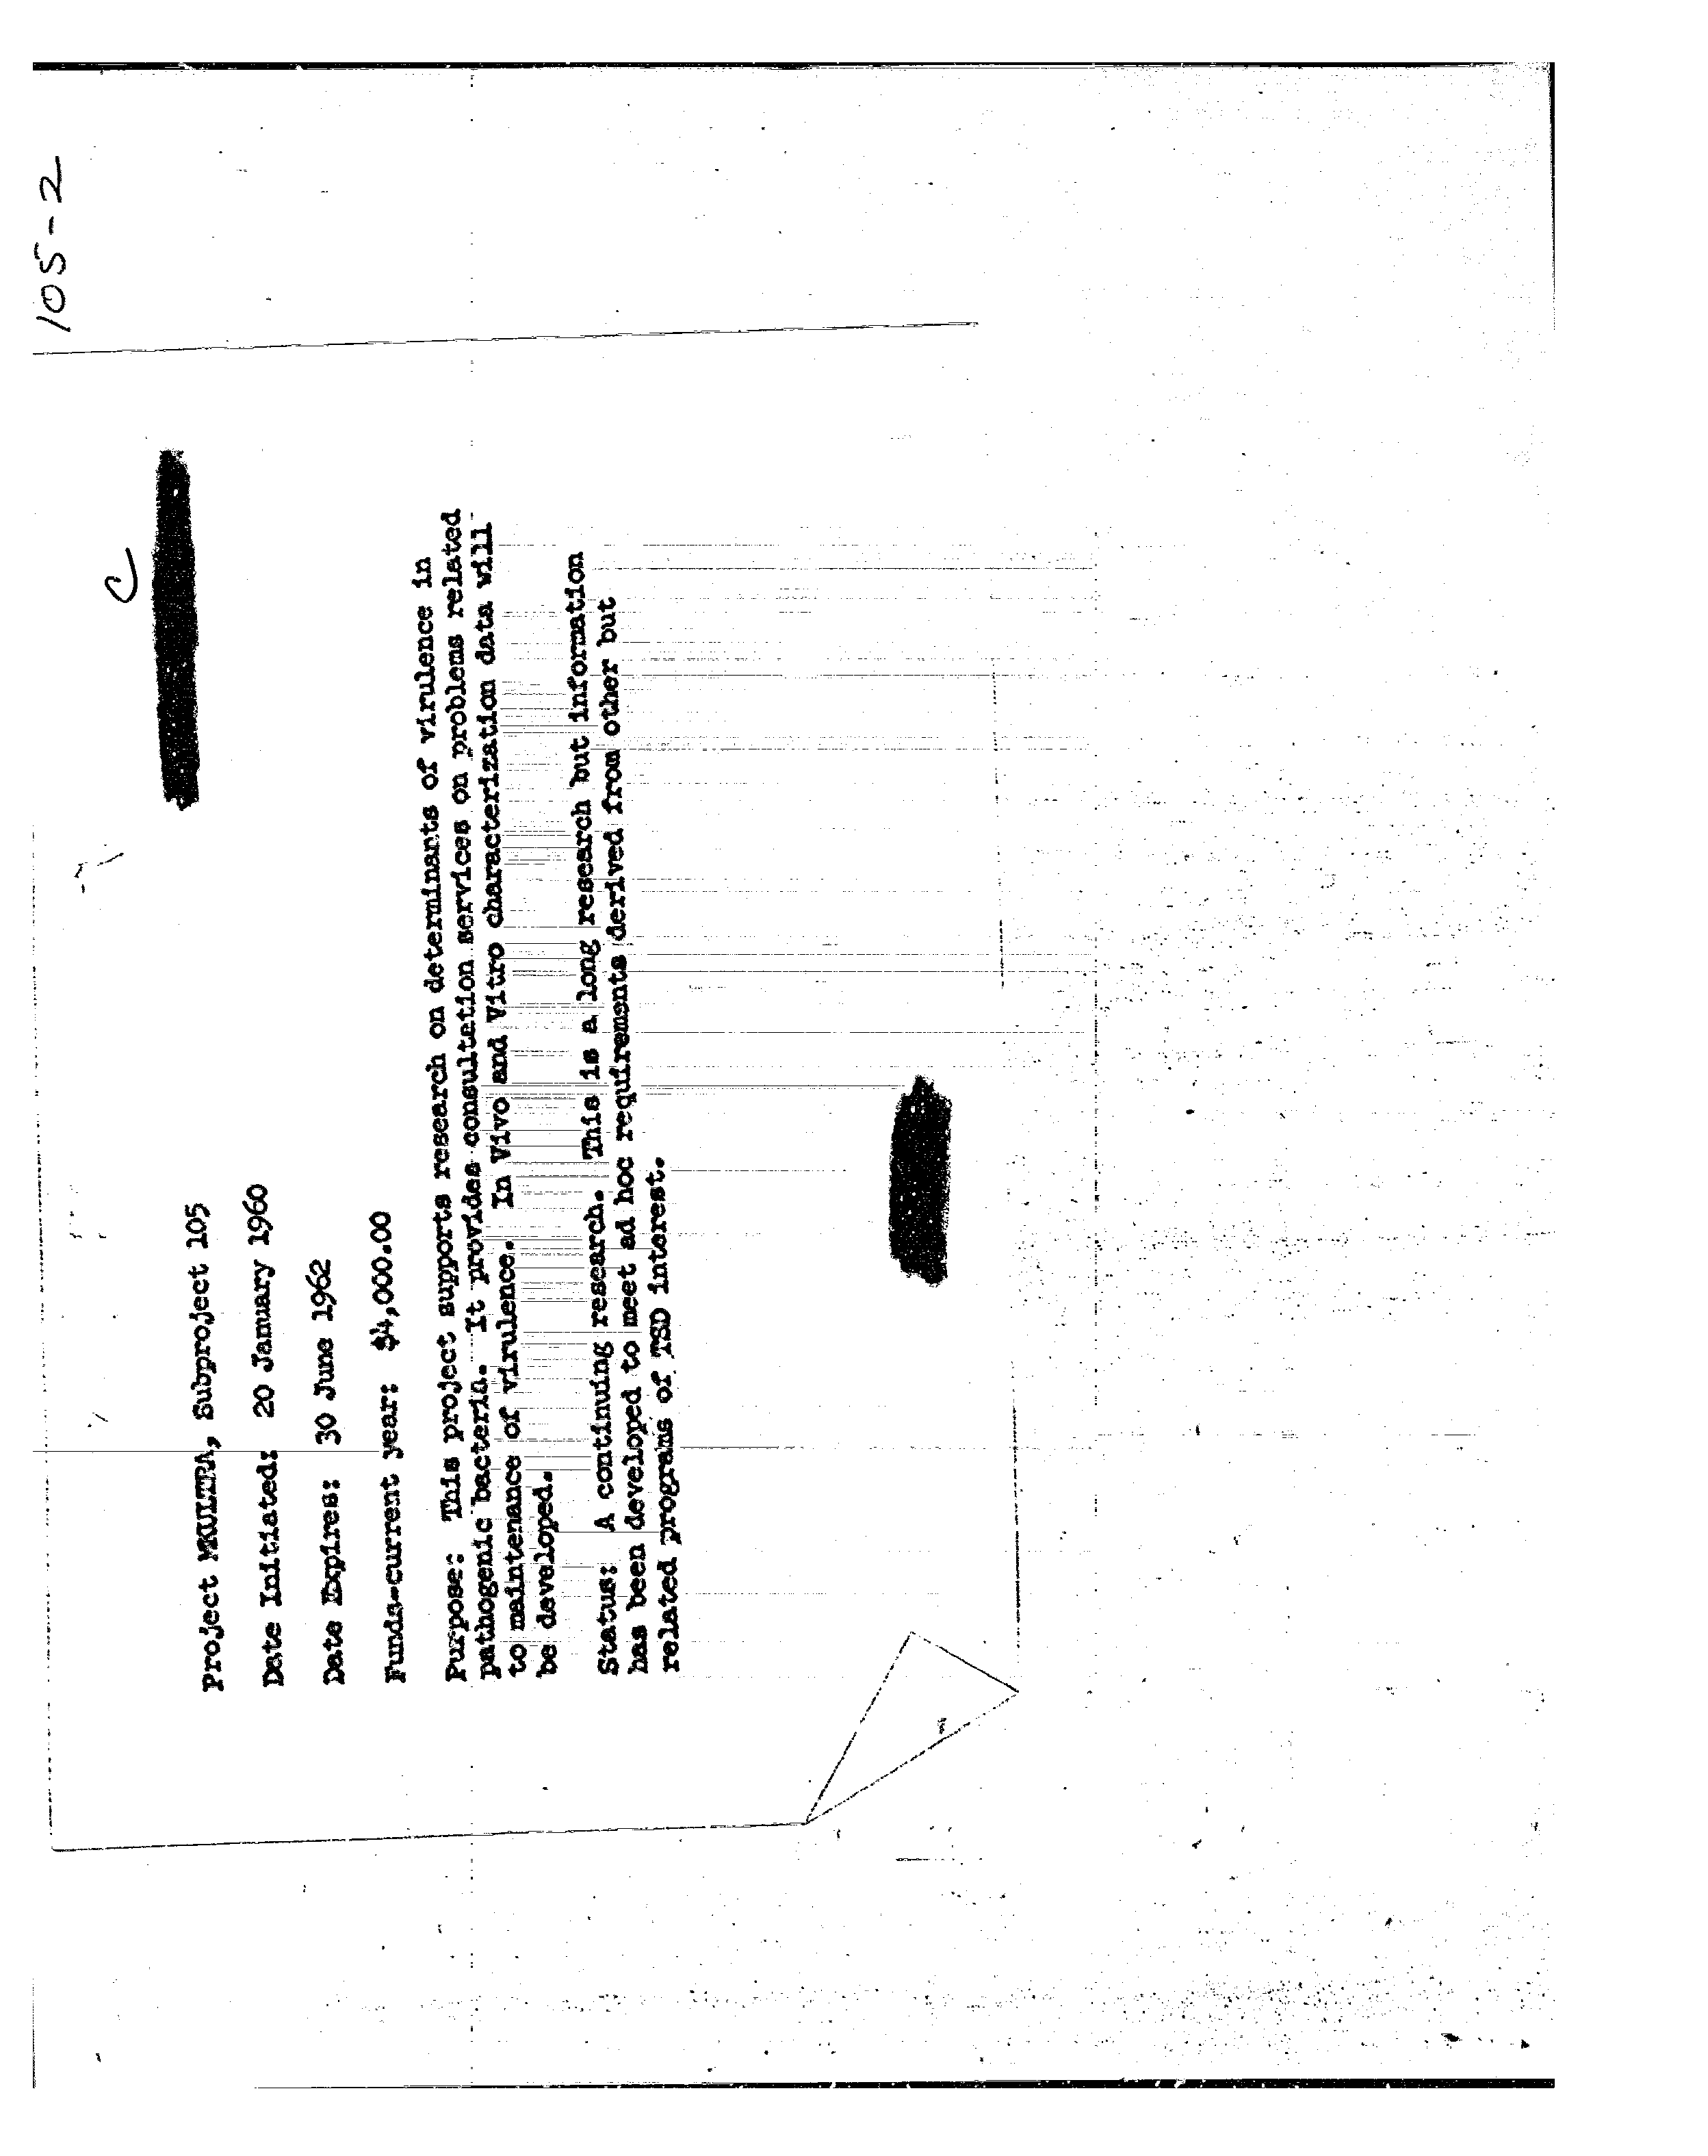 105-2
C
Project MKULTRA, Subproject 105
Date Initiated: 20 January 1960
Date Expires: 30 June 1962
Funds-current year: $4,000.00
Purpose: This project supports research on determinants of virulence in
pathogenic bacteria. It provides consultation services on problems related
to maintenance of virulence. In Vivo and Vitro characterization data will
be developed.
Status: A continuing research. This is a long research but information
has been developed to meet ad hoc requirements derived from other but
related programs of TSD interest.